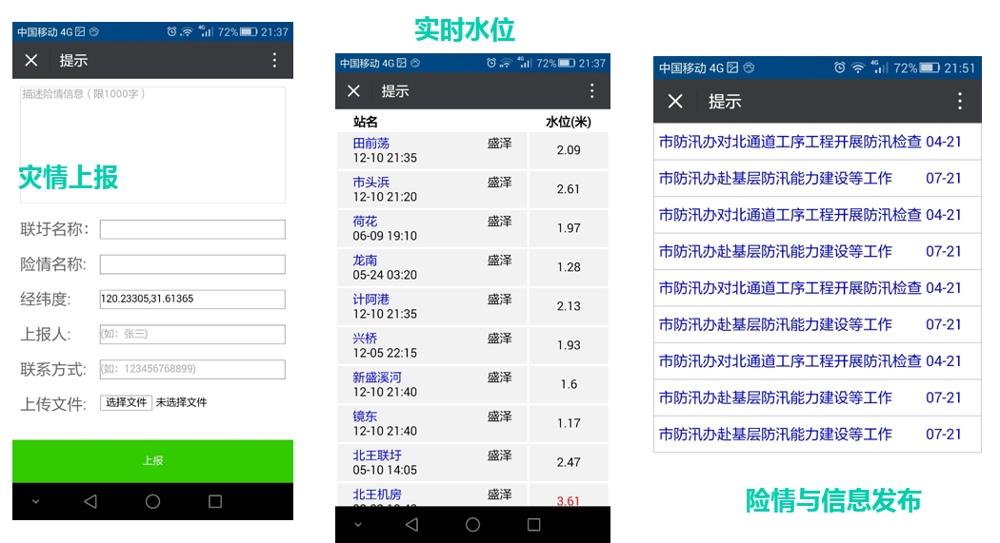 中国移动 4G 4G 72% 21:37
提示
描述险情信息（限1000字）
灾情上报
联圩名称:
险情名称:
经纬度: 120.23305,31.61365
上报人: (如：张三)
联系方式: (如：123456768899)
上传文件: 选择文件 未选择文件
上报
实时水位
中国移动 4G 4G 72% 21:37
提示
站名 水位(米)
田前荡 盛泽 2.09
12-10 21:35
市头浜 盛泽 2.61
12-10 21:20
荷花 盛泽 1.97
06-09 19:10
龙南 盛泽 1.28
05-24 03:20
计阿港 盛泽 2.13
12-10 21:35
兴桥 盛泽 1.93
12-05 22:15
新盛溪河 盛泽 1.6
12-10 21:40
镜东 盛泽 1.17
12-10 21:40
北王联圩 盛泽 2.47
05-10 14:05
北王机房 盛泽 3.61
中国移动 4G 4G 72% 21:51
提示
市防汛办对北通道工序工程开展防汛检查 04-21
市防汛办赴基层防汛能力建设等工作 07-21
市防汛办对北通道工序工程开展防汛检查 04-21
市防汛办赴基层防汛能力建设等工作 07-21
市防汛办对北通道工序工程开展防汛检查 04-21
市防汛办赴基层防汛能力建设等工作 07-21
市防汛办对北通道工序工程开展防汛检查 04-21
市防汛办赴基层防汛能力建设等工作 07-21
市防汛办赴基层防汛能力建设等工作 07-21
险情与信息发布